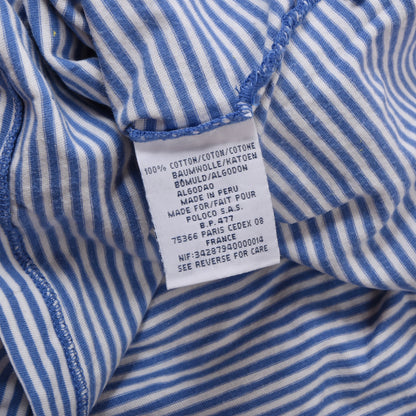 100% COTTON/COTON/COTONE
BAUMWOLLE/KATOEN
BOMULD/ALGODON
ALGODAO
MADE IN PERU
MADE FOR/FAIT POUR
POLOCO S.A.S.
B.P. 477
75366 PARIS CEDEX 08
FRANCE
NIF:34287940000014
SEE REVERSE FOR CARE